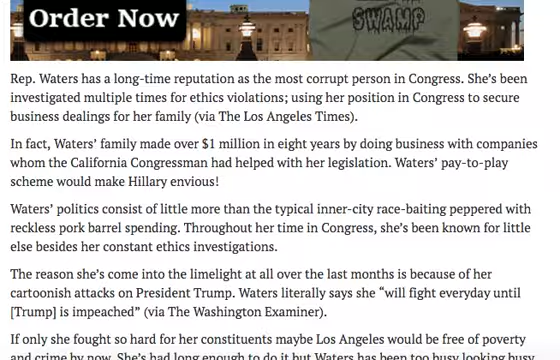 Order Now
SWAMP
Rep. Waters has a long-time reputation as the most corrupt person in Congress. She's been
investigated multiple times for ethics violations; using her position in Congress to secure
business dealings for her family (via The Los Angeles Times).
In fact, Waters' family made over $1 million in eight years by doing business with companies
whom the California Congressman had helped with her legislation. Waters' pay-to-play
scheme would make Hillary envious!
Waters' politics consist of little more than the typical inner-city race-baiting peppered with
reckless pork barrel spending. Throughout her time in Congress, she's been known for little
else besides her constant ethics investigations.
The reason she's come into the limelight at all over the last months is because of her
cartoonish attacks on President Trump. Waters literally says she “will fight everyday until
[Trump] is impeached” (via The Washington Examiner).
If only she fought so hard for her constituents maybe Los Angeles would be free of poverty
and crime by now. She's had long enough to do it but Waters has been too busy looking busy